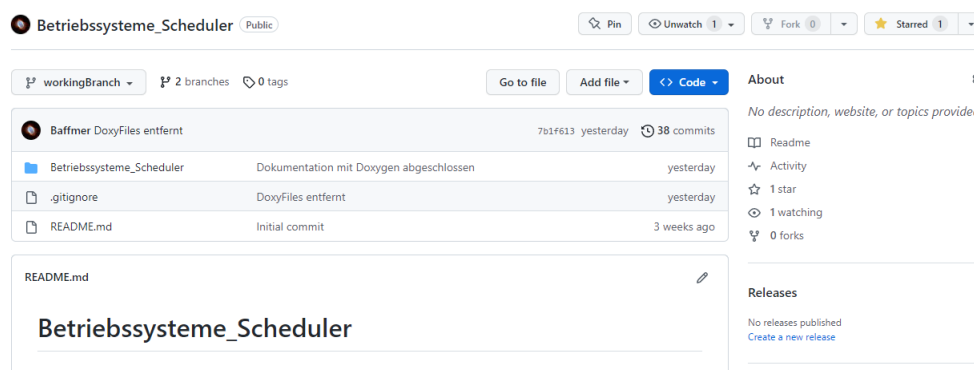 Betriebssysteme_Scheduler Public Pin Unwatch 1 Fork 0 Starred 1
workingBranch 2 branches 0 tags Go to file Add file <> Code About
No description, website, or topics provided
Baffmer DoxyFiles entfernt 7b1f613 yesterday 38 commits
Readme
Betriebssysteme_Scheduler Dokumentation mit Doxygen abgeschlossen yesterday
Activity
.gitignore DoxyFiles entfernt yesterday
1 star
README.md Initial commit 3 weeks ago
1 watching
0 forks
README.md
Releases
Betriebssysteme_Scheduler
No releases published
Create a new release